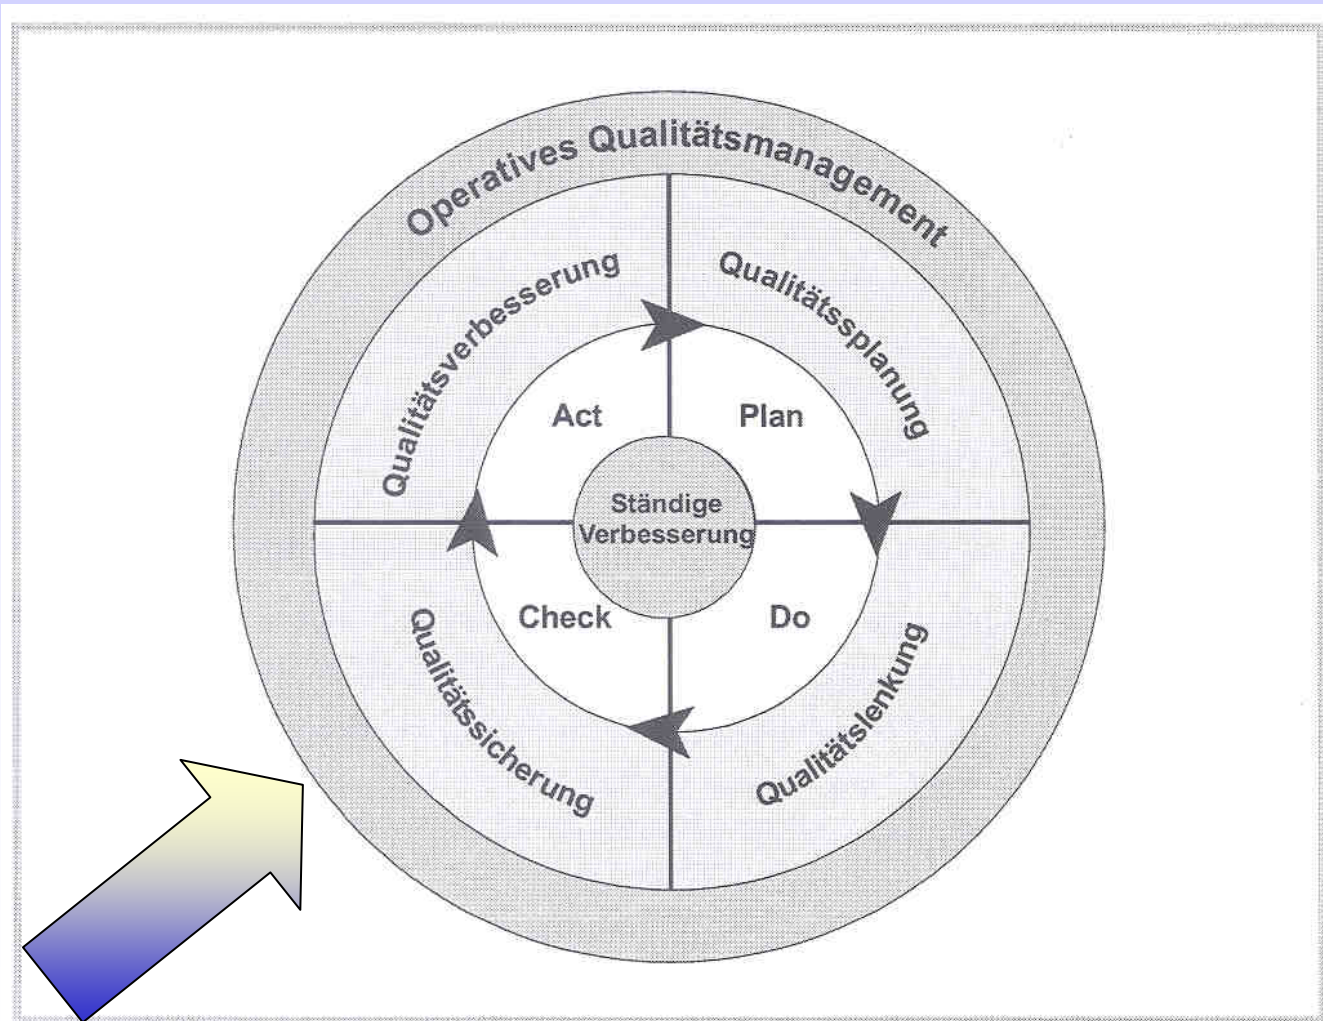 Operatives Qualitätsmanagement
Qualitätsverbesserung
Qualitätssplanung
Act
Plan
Ständige
Verbesserung
Check
Do
Qualitätssicherung
Qualitätslenkung